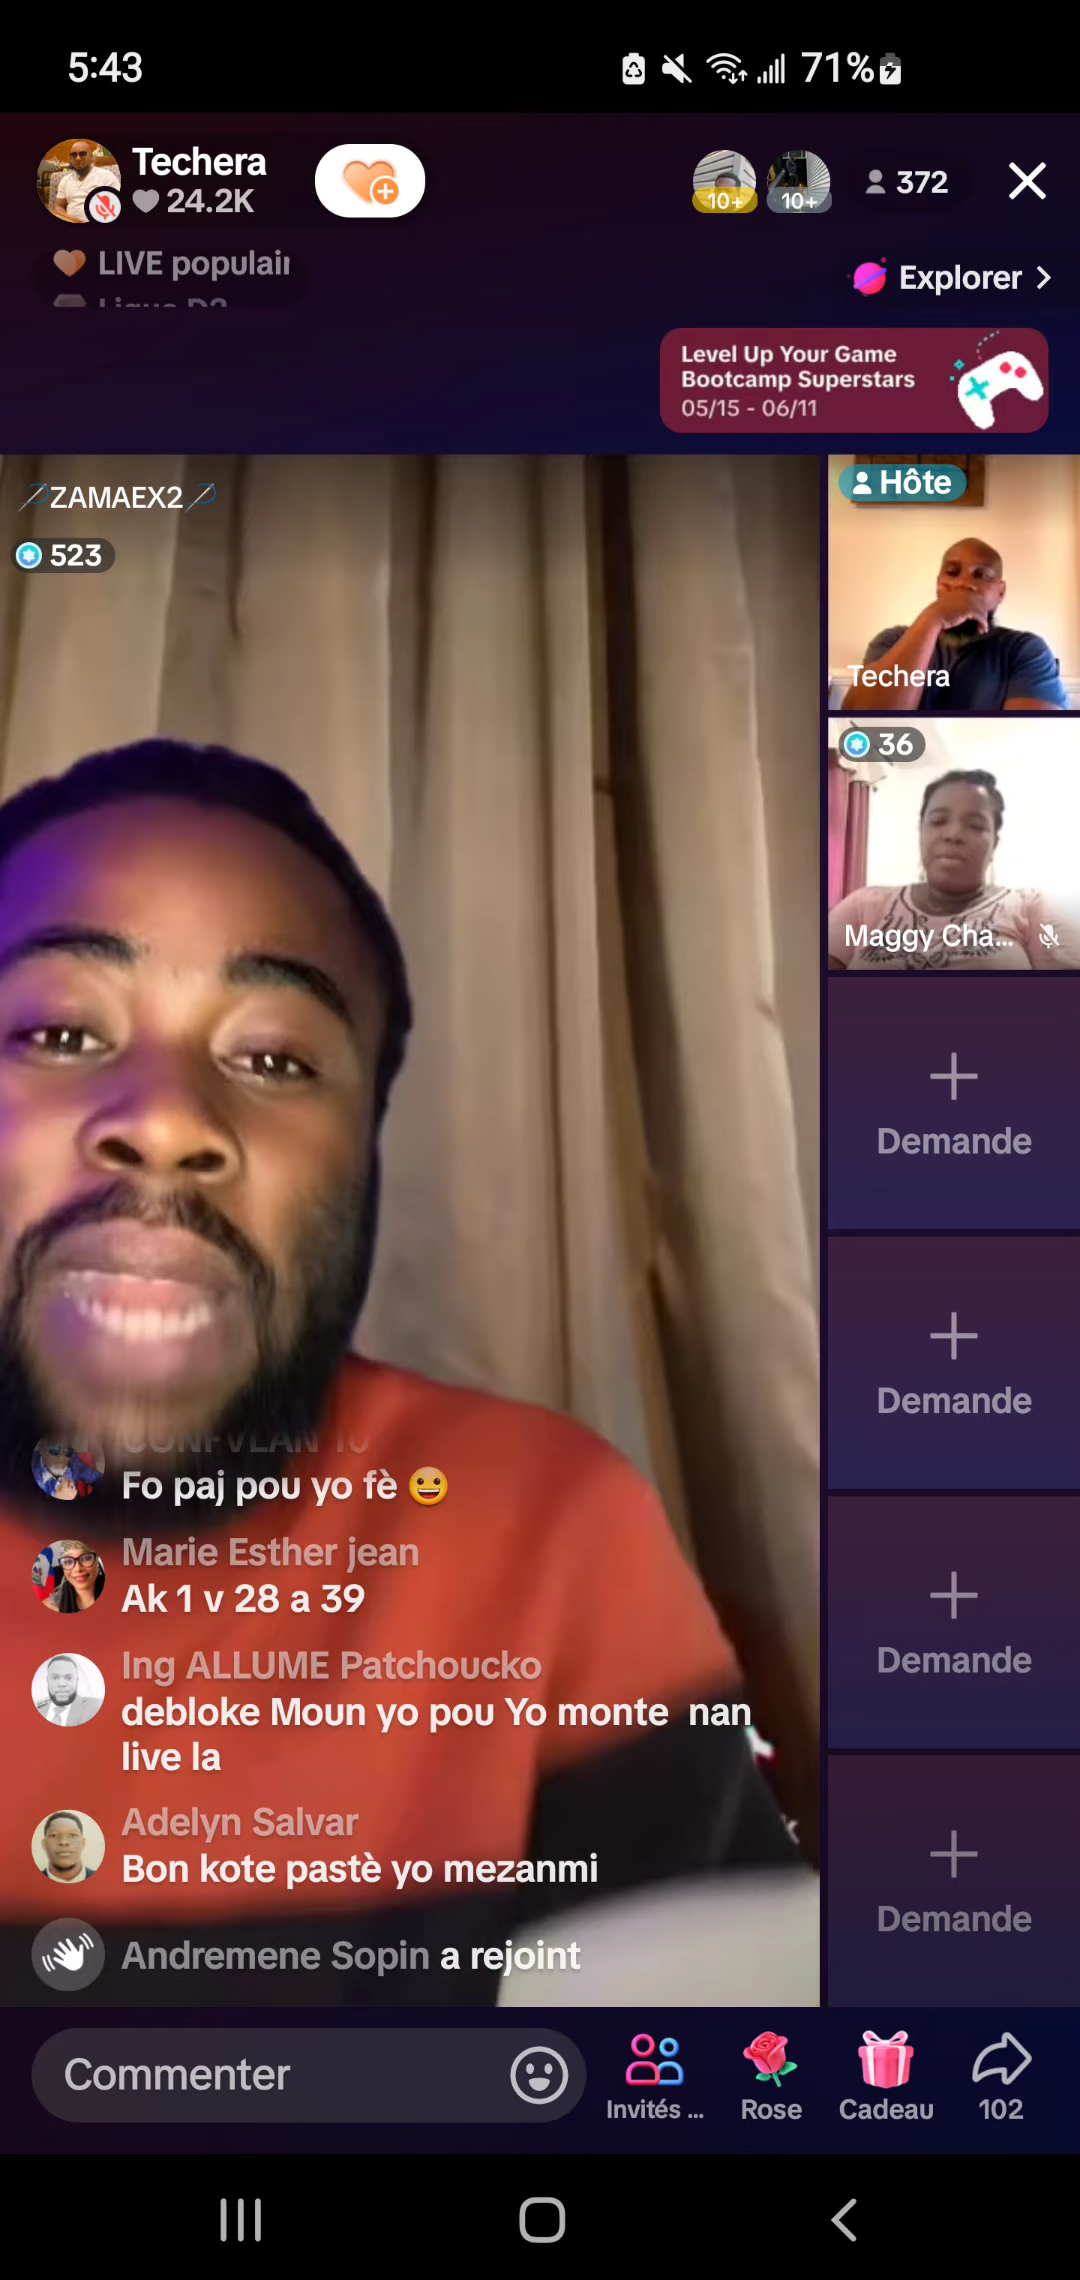 5:43
71%
Techera
24.2K
10+
10+
372
LIVE populair
Explorer
Level Up Your Game
Bootcamp Superstars
05/15 - 06/11
ZAMAEX2
523
Hôte
Techera
36
Maggy Cha...
Demande
Demande
Demande
Demande
Fo paj pou yo fè 😀
Marie Esther jean
Ak 1 v 28 a 39
Ing ALLUME Patchoucko
debloke Moun yo pou Yo monte nan
live la
Adelyn Salvar
Bon kote pastè yo mezanmi
Andremene Sopin a rejoint
Commenter
Invités ...
Rose
Cadeau
102